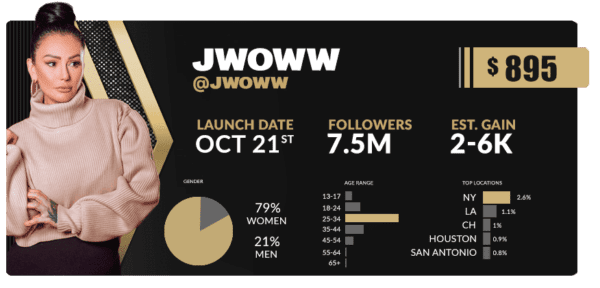 JWOWW
@JWOWW
$ 895
LAUNCH DATE
OCT 21ST
FOLLOWERS
7.5M
EST. GAIN
2-6K
GENDER
79%
WOMEN
21%
MEN
AGE RANGE
13-17
18-24
25-34
35-44
45-54
55-64
65+
TOP LOCATIONS
NY 2.6%
LA 1.1%
CH 1%
HOUSTON 0.9%
SAN ANTONIO 0.8%